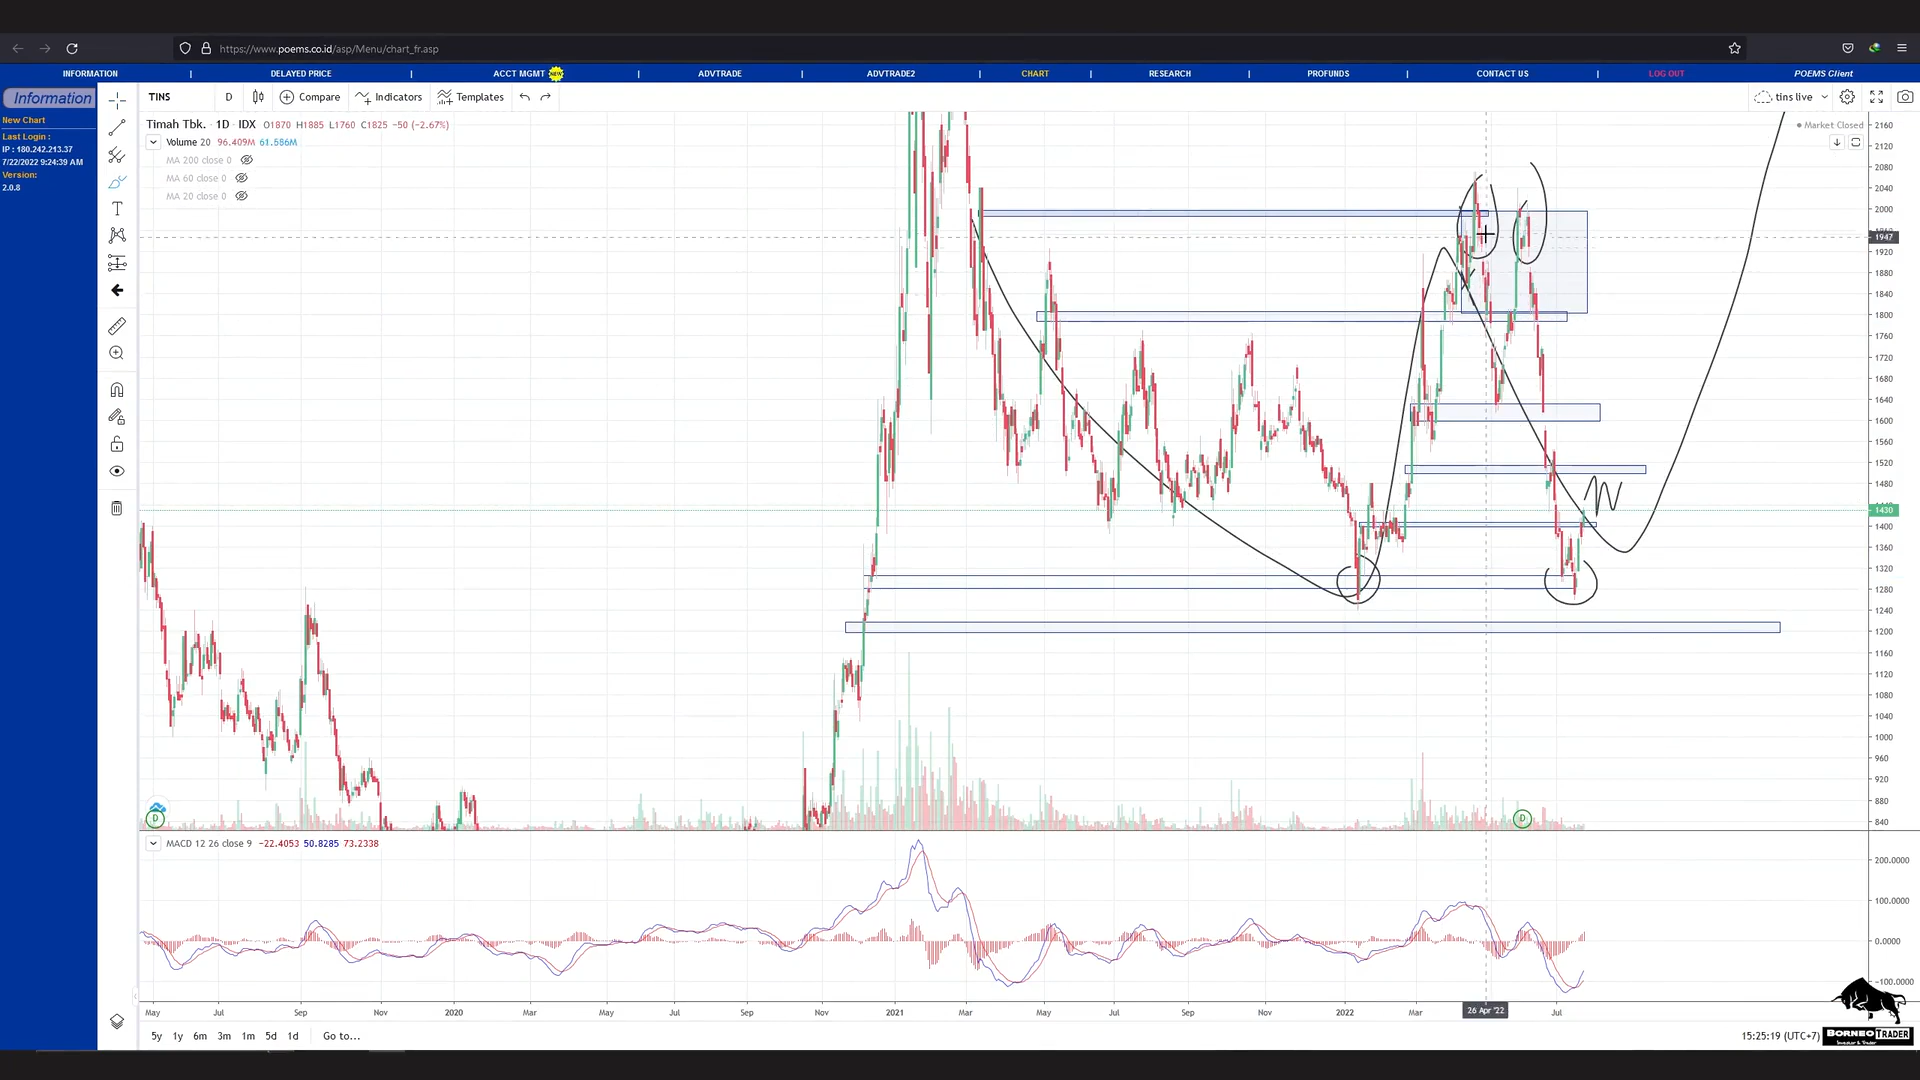 https://www.poems.co.id/asp/Menu/chart_fr.asp
INFORMATION | DELAYED PRICE | ACCT MGMT NEW | ADVTRADE | ADVTRADE2 | CHART | RESEARCH | PROFUNDS | CONTACT US | LOG OUT POEMS Client
Information
New Chart
Last Login :
IP : 180.242.213.37
7/22/2022 9:24:39 AM
Version:
2.0.8
TINS D Compare Indicators Templates tins live
Timah Tbk. · 1D · IDX O1870 H1885 L1760 C1825 -50 (-2.67%)
Market Closed
Volume 20 96.409M 61.586M
MA 200 close 0
MA 60 close 0
MA 20 close 0
2160
2120
2080
2040
2000
1947
1920
1880
1840
1800
1760
1720
1680
1640
1600
1560
1520
1480
1430
1400
1360
1320
1280
1240
1200
1160
1120
1080
1040
1000
960
920
880
840
D D
MACD 12 26 close 9 -22.4053 50.8285 73.2338
200.0000
100.0000
0.0000
-100.0000
May Jul Sep Nov 2020 Mar May Jul Sep Nov 2021 Mar May Jul Sep Nov 2022 Mar 26 Apr '22 Jul
5y 1y 6m 3m 1m 5d 1d Go to... 15:25:19 (UTC+7)
BORNEO TRADER
Investor & Trader